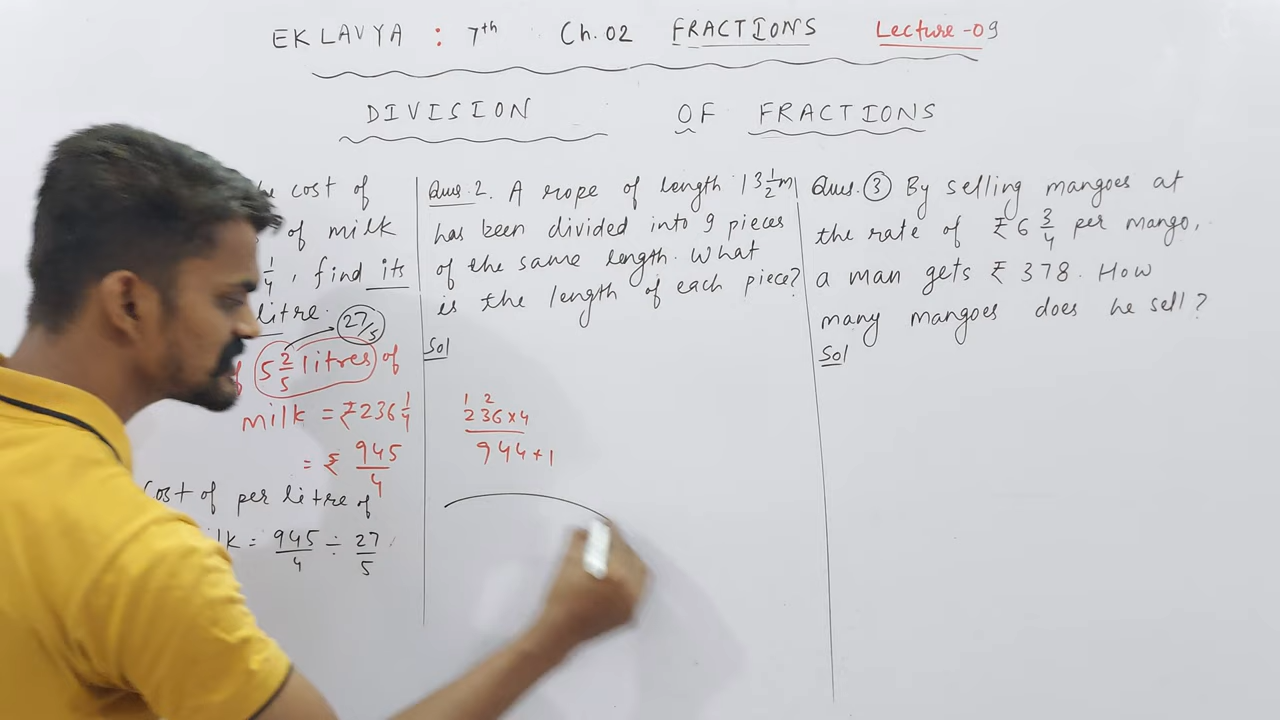 EKLAVYA : 7th Ch. 02 FRACTIONS Lecture -09
DIVISION OF FRACTIONS
cost of
of milk
1/4, find its
litre.
27/5
5 2/5 litres of
milk = ₹236 1/4
= ₹ 945/4
Cost of per litre of
= 945/4 ÷ 27/5
Ques. 2. A rope of length 13 1/2 m
has been divided into 9 pieces
of the same length. What
is the length of each piece?
Sol
1 2
236 x 4
944 + 1
Ques. 3 By selling mangoes at
the rate of ₹6 3/4 per mango,
a man gets ₹ 378. How
many mangoes does he sell?
Sol